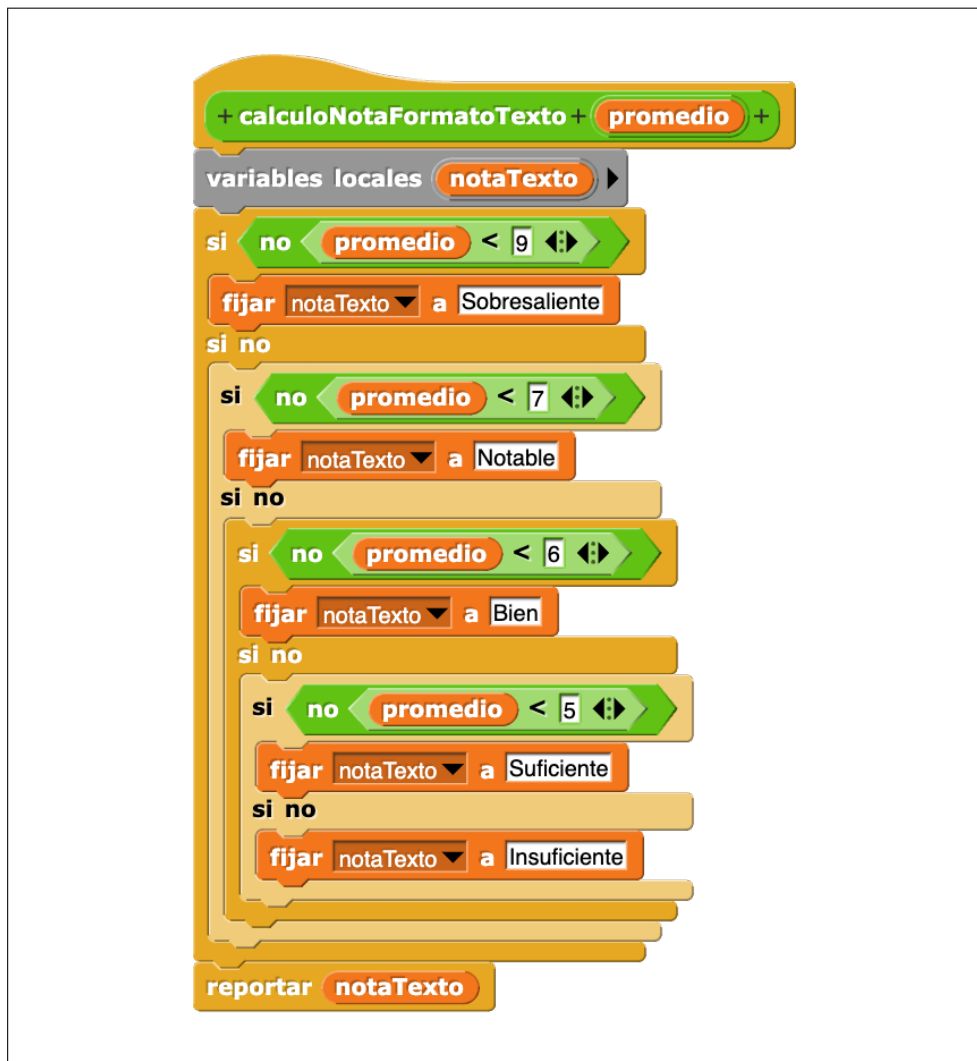 + calculoNotaFormatoTexto + promedio +
variables locales notaTexto
si no promedio < 9
fijar notaTexto a Sobresaliente
si no
si no promedio < 7
fijar notaTexto a Notable
si no
si no promedio < 6
fijar notaTexto a Bien
si no
si no promedio < 5
fijar notaTexto a Suficiente
si no
fijar notaTexto a Insuficiente
reportar notaTexto